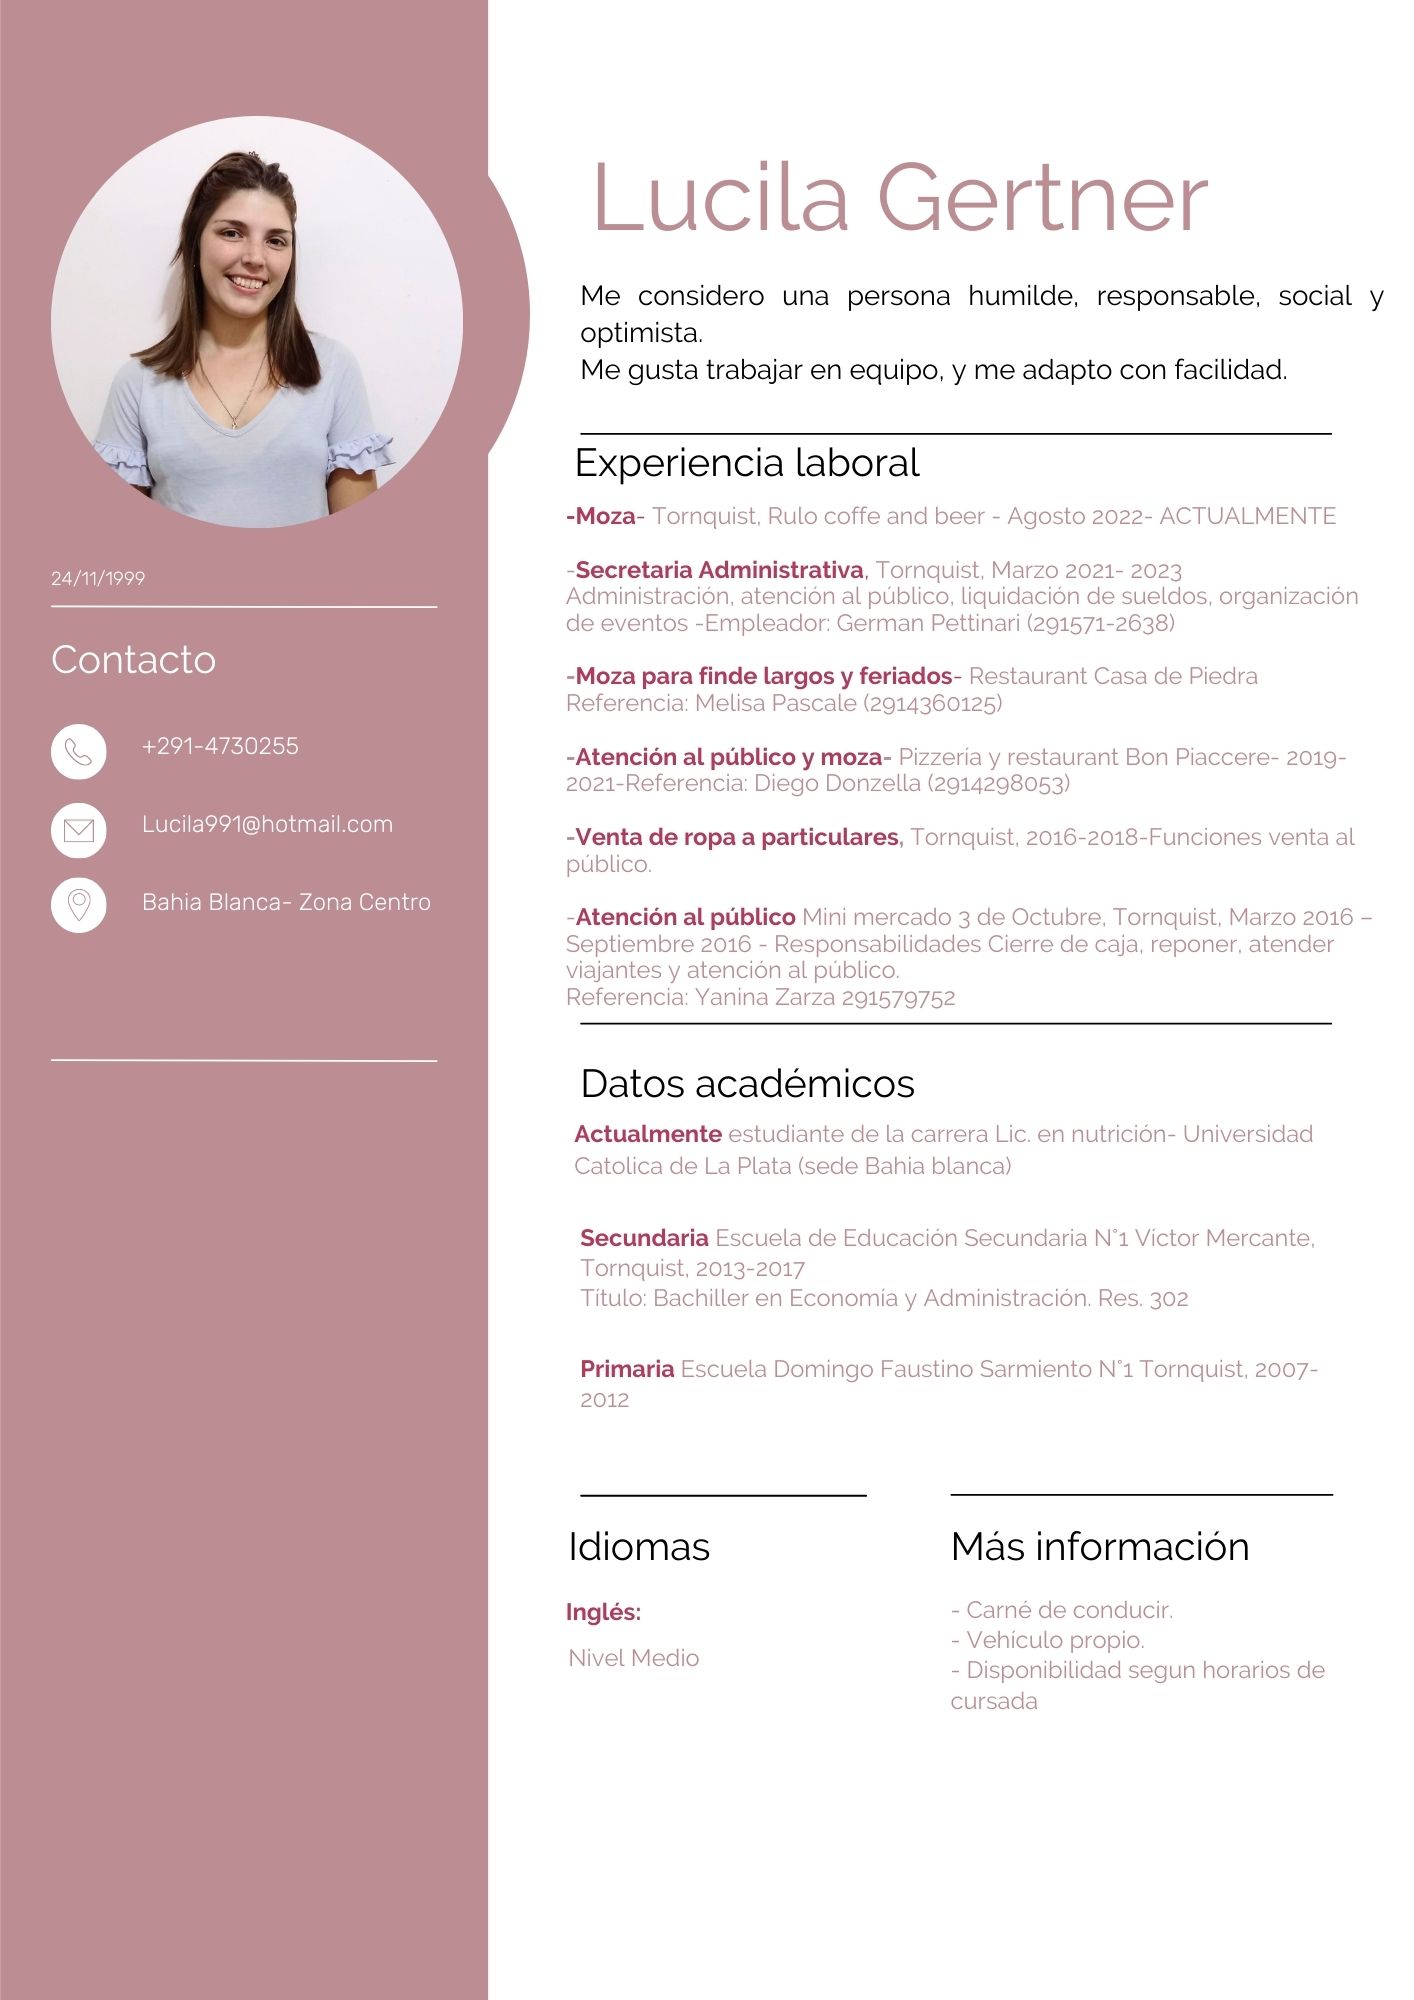 Lucila Gertner
Me considero una persona humilde, responsable, social y
optimista.
Me gusta trabajar en equipo, y me adapto con facilidad.
24/11/1999
Contacto
+291-4730255
Lucila991@hotmail.com
Bahia Blanca- Zona Centro
Experiencia laboral
-Moza- Tornquist, Rulo coffe and beer - Agosto 2022- ACTUALMENTE
-Secretaria Administrativa, Tornquist, Marzo 2021- 2023
Administración, atención al público, liquidación de sueldos, organización
de eventos -Empleador: German Pettinari (291571-2638)
-Moza para finde largos y feriados- Restaurant Casa de Piedra
Referencia: Melisa Pascale (2914360125)
-Atención al público y moza- Pizzería y restaurant Bon Piaccere- 2019-
2021-Referencia: Diego Donzella (2914298053)
-Venta de ropa a particulares, Tornquist, 2016-2018-Funciones venta al
público.
-Atención al público Mini mercado 3 de Octubre, Tornquist, Marzo 2016 –
Septiembre 2016 - Responsabilidades Cierre de caja, reponer, atender
viajantes y atención al público.
Referencia: Yanina Zarza 291579752
Datos académicos
Actualmente estudiante de la carrera Lic. en nutrición- Universidad
Catolica de La Plata (sede Bahia blanca)
Secundaria Escuela de Educación Secundaria N°1 Víctor Mercante,
Tornquist, 2013-2017
Título: Bachiller en Economía y Administración. Res. 302
Primaria Escuela Domingo Faustino Sarmiento N°1 Tornquist, 2007-
2012
Idiomas
Inglés:
Nivel Medio
Más información
- Carné de conducir.
- Vehículo propio.
- Disponibilidad segun horarios de
cursada